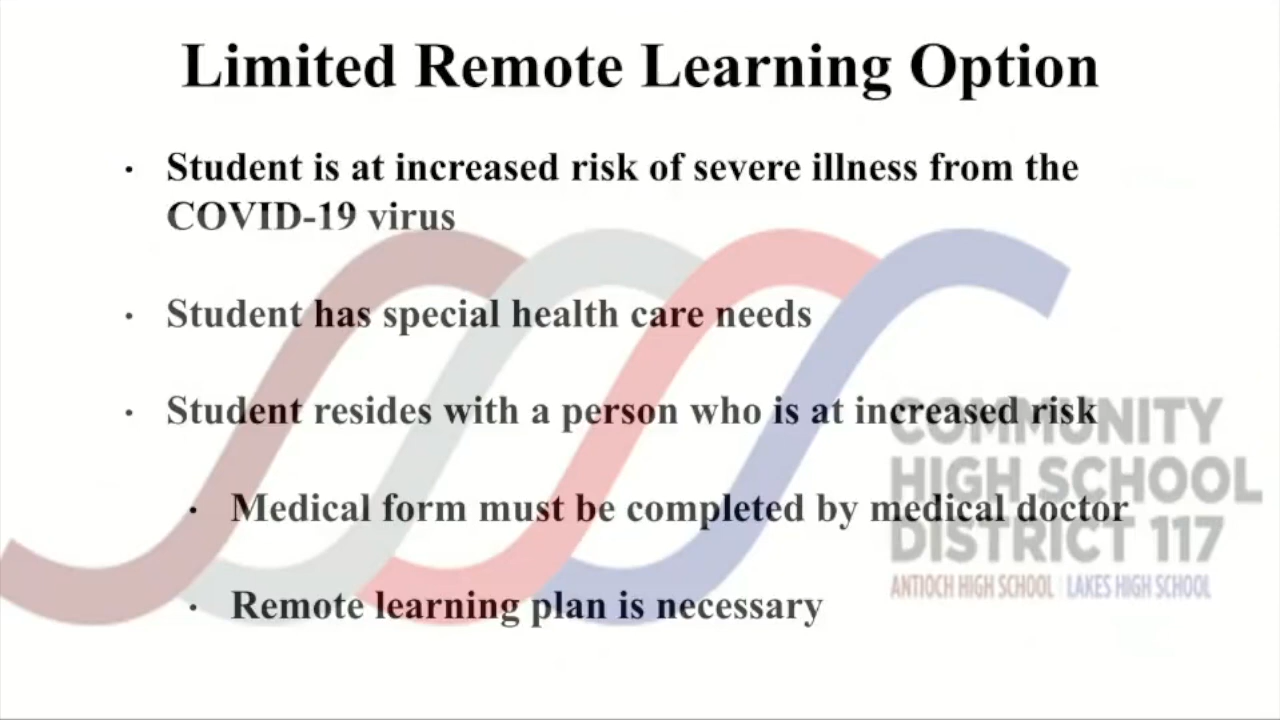 Limited Remote Learning Option
· Student is at increased risk of severe illness from the
COVID-19 virus
· Student has special health care needs
· Student resides with a person who is at increased risk
· Medical form must be completed by medical doctor
· Remote learning plan is necessary
COMMUNITY
HIGH SCHOOL
DISTRICT 117
ANTIOCH HIGH SCHOOL | LAKES HIGH SCHOOL